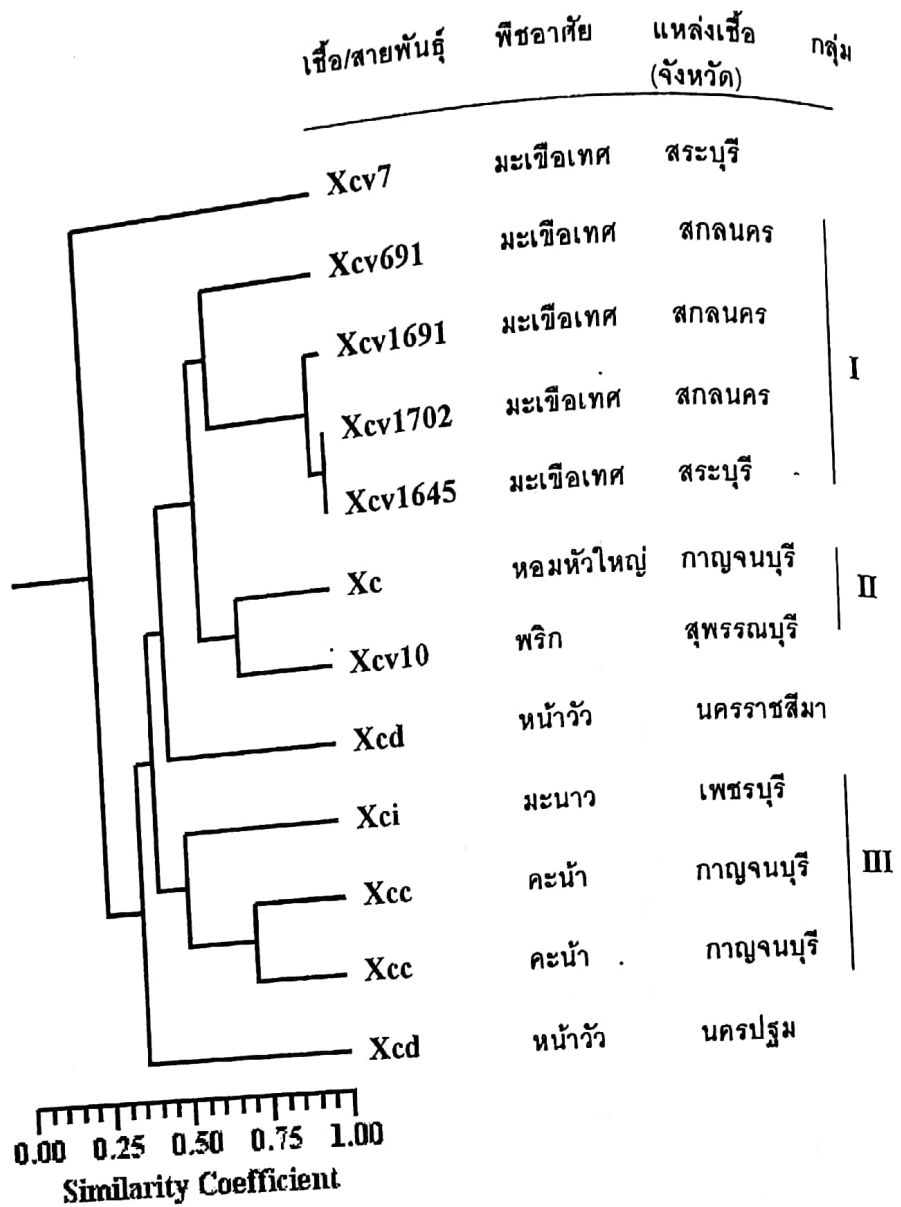 เชื้อ/สายพันธุ์ พืชอาศัย แหล่งเชื้อ กลุ่ม
(จังหวัด)
Xcv7 มะเขือเทศ สระบุรี
Xcv691 มะเขือเทศ สกลนคร
Xcv1691 มะเขือเทศ สกลนคร
I
Xcv1702 มะเขือเทศ สกลนคร
Xcv1645 มะเขือเทศ สระบุรี
Xc หอมหัวใหญ่ กาญจนบุรี
II
Xcv10 พริก สุพรรณบุรี
Xcd หน้าวัว นครราชสีมา
Xci มะนาว เพชรบุรี
Xcc คะน้า กาญจนบุรี III
Xcc คะน้า กาญจนบุรี
Xcd หน้าวัว นครปฐม
0.00 0.25 0.50 0.75 1.00
Similarity Coefficient